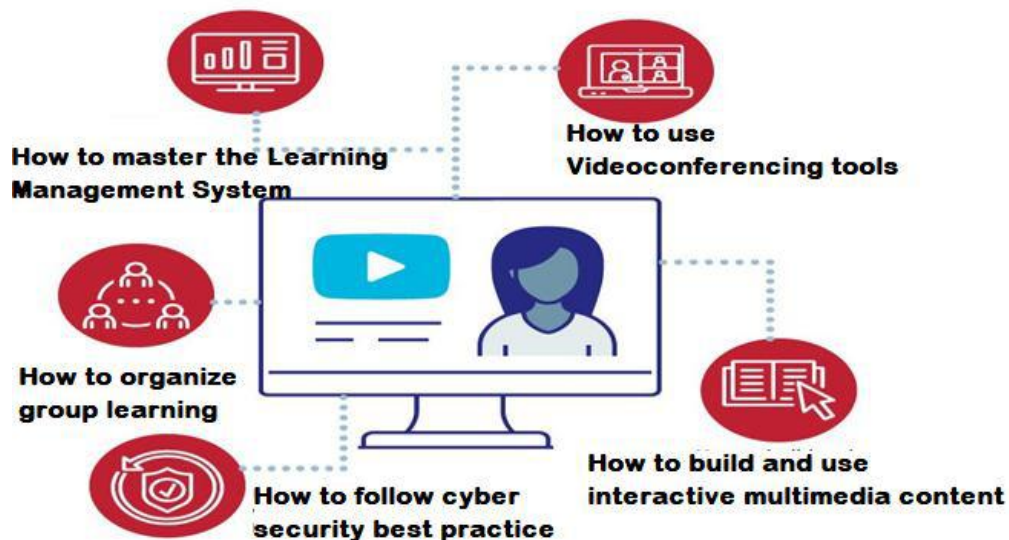 How to master the Learning
Management System
How to use
Videoconferencing tools
How to organize
group learning
How to build and use
interactive multimedia content
How to follow cyber
security best practice